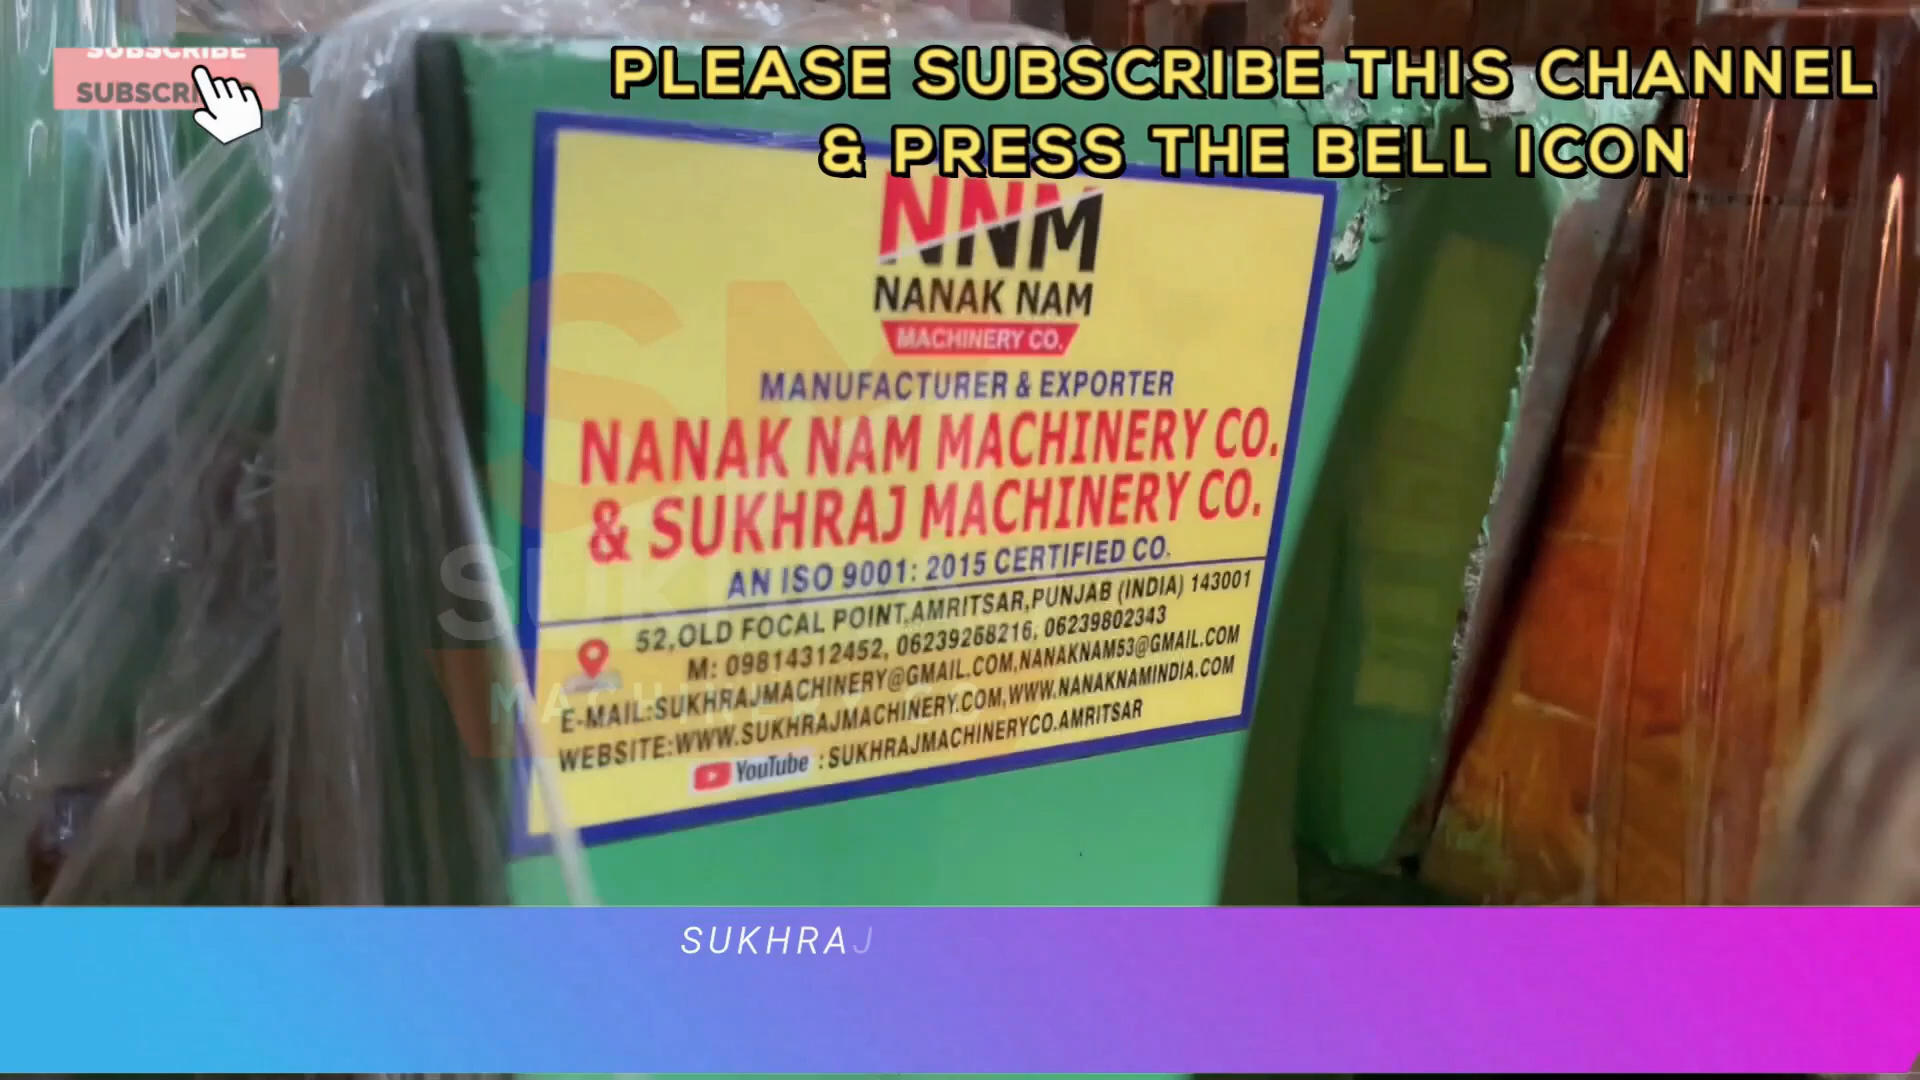 SUBSCRIBE
SUBSCRI
PLEASE SUBSCRIBE THIS CHANNEL
& PRESS THE BELL ICON
NNM
NANAK NAM
MACHINERY CO.
MANUFACTURER & EXPORTER
NANAK NAM MACHINERY CO.
& SUKHRAJ MACHINERY CO.
AN ISO 9001: 2015 CERTIFIED CO.
52,OLD FOCAL POINT,AMRITSAR,PUNJAB (INDIA) 143001
M: 09814312452, 06239268216, 06239802343
E-MAIL:SUKHRAJMACHINERY@GMAIL.COM,NANAKNAM53@GMAIL.COM
WEBSITE:WWW.SUKHRAJMACHINERY.COM,WWW.NANAKNAMINDIA.COM
YouTube : SUKHRAJMACHINERYCO.AMRITSAR
SUKHRAJ